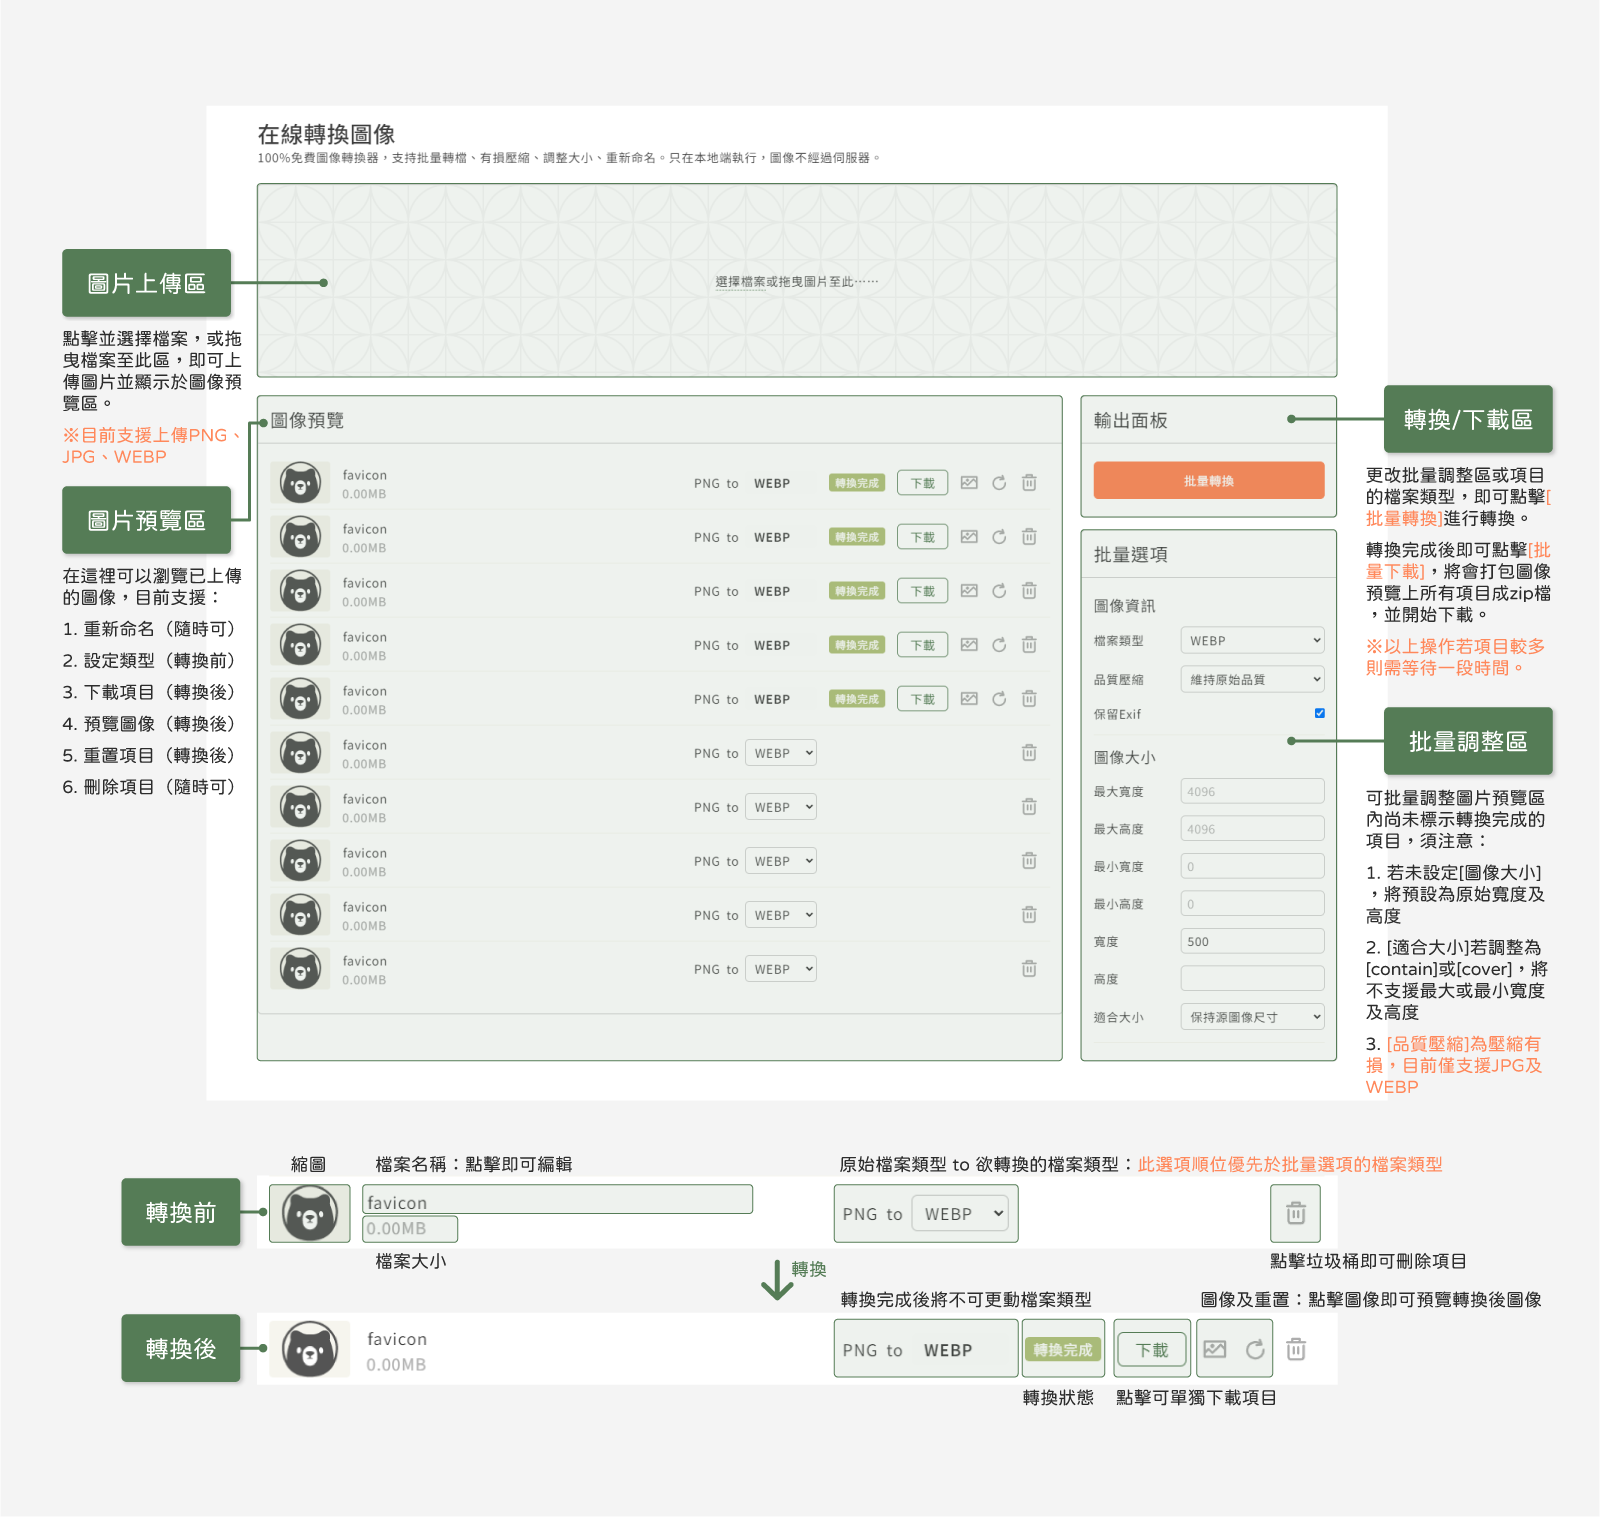 在線轉換圖像
100%免費圖像轉換器，支持批量轉檔、有損壓縮、調整大小、重新命名。只在本地端執行，圖像不經過伺服器。
選擇檔案或拖曳圖片至此……
圖片上傳區
點擊並選擇檔案，或拖
曳檔案至此區，即可上
傳圖片並顯示於圖像預
覽區。
※目前支援上傳PNG、
JPG、WEBP
圖片預覽區
在這裡可以瀏覽已上傳
的圖像，目前支援：
1. 重新命名（隨時可）
2. 設定類型（轉換前）
3. 下載項目（轉換後）
4. 預覽圖像（轉換後）
5. 重置項目（轉換後）
6. 刪除項目（隨時可）
圖像預覽
favicon
0.00MB
PNG to WEBP 轉換完成 下載
favicon
0.00MB
PNG to WEBP 轉換完成 下載
favicon
0.00MB
PNG to WEBP 轉換完成 下載
favicon
0.00MB
PNG to WEBP 轉換完成 下載
favicon
0.00MB
PNG to WEBP 轉換完成 下載
favicon
0.00MB
PNG to WEBP
favicon
0.00MB
PNG to WEBP
favicon
0.00MB
PNG to WEBP
favicon
0.00MB
PNG to WEBP
favicon
0.00MB
PNG to WEBP
輸出面板
批量轉換
批量選項
圖像資訊
檔案類型 WEBP
品質壓縮 維持原始品質
保留Exif
圖像大小
最大寬度 4096
最大高度 4096
最小寬度 0
最小高度 0
寬度 500
高度
適合大小 保持源圖像尺寸
轉換/下載區
更改批量調整區或項目
的檔案類型，即可點擊[
批量轉換]進行轉換。
轉換完成後即可點擊[批
量下載]，將會打包圖像
預覽上所有項目成zip檔
，並開始下載。
※以上操作若項目較多
則需等待一段時間。
批量調整區
可批量調整圖片預覽區
內尚未標示轉換完成的
項目，須注意：
1. 若未設定[圖像大小]
，將預設為原始寬度及
高度
2. [適合大小]若調整為
[contain]或[cover]，將
不支援最大或最小寬度
及高度
3. [品質壓縮]為壓縮有
損，目前僅支援JPG及
WEBP
縮圖
檔案名稱：點擊即可編輯
原始檔案類型 to 欲轉換的檔案類型：此選項順位優先於批量選項的檔案類型
轉換前
favicon
0.00MB
PNG to WEBP
檔案大小
點擊垃圾桶即可刪除項目
轉換
轉換完成後將不可更動檔案類型
圖像及重置：點擊圖像即可預覽轉換後圖像
轉換後
favicon
0.00MB
PNG to WEBP 轉換完成 下載
轉換狀態
點擊可單獨下載項目